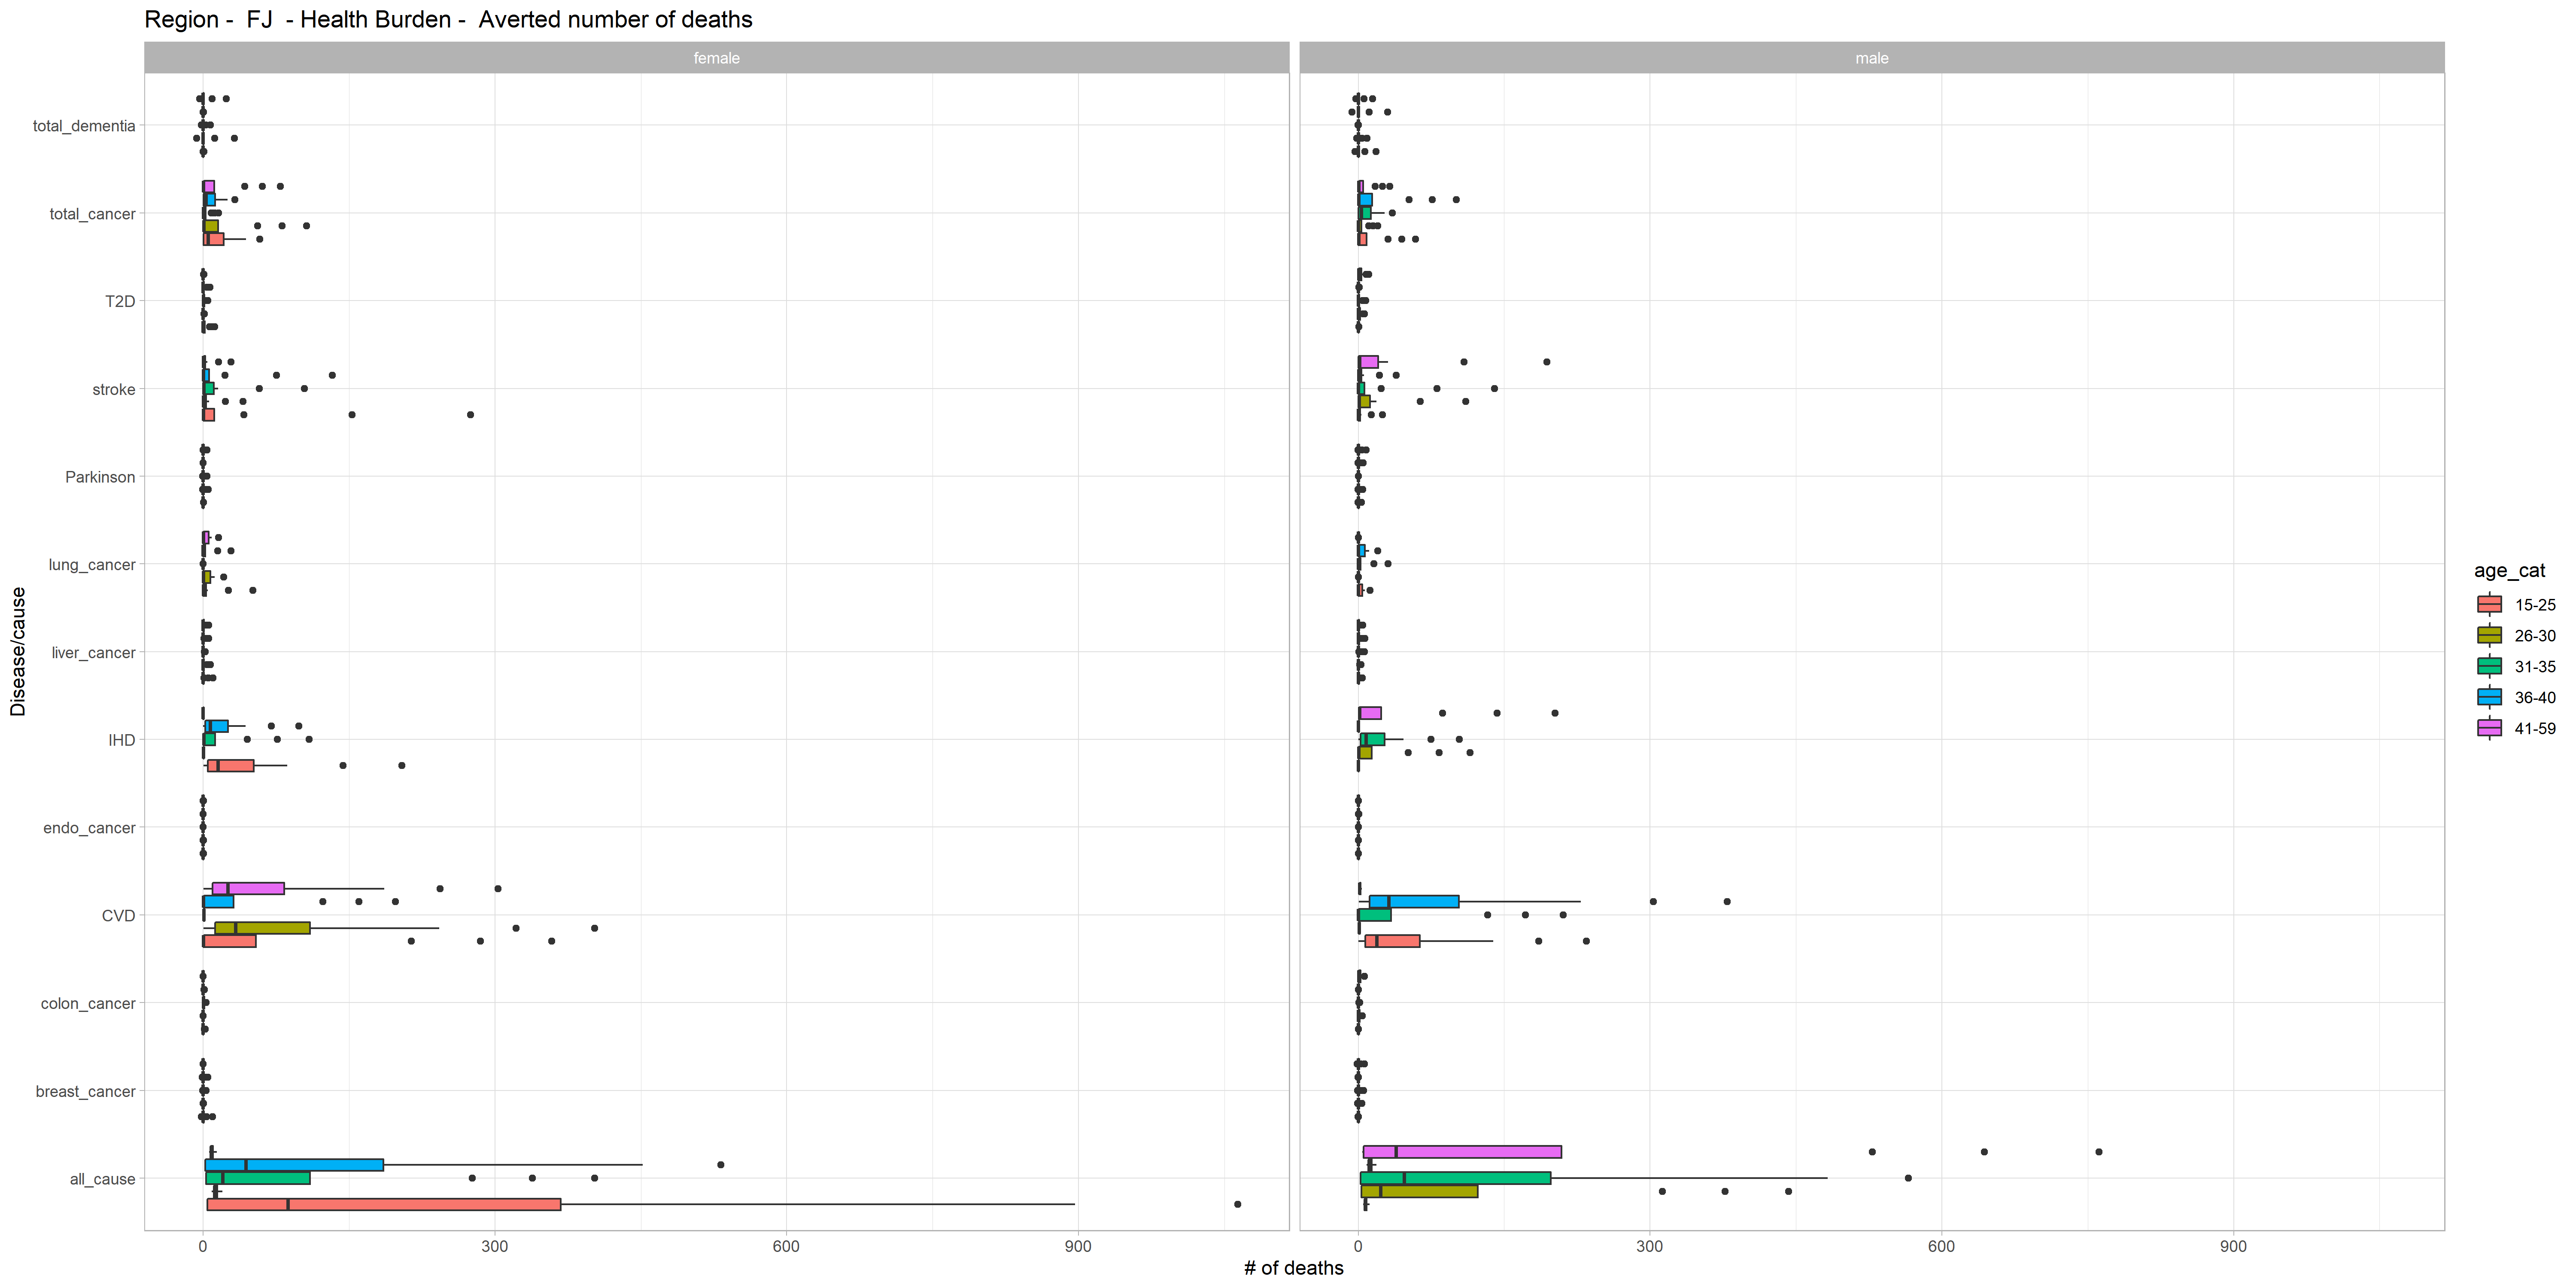 Region -  FJ  - Health Burden -  Averted number of deaths
female
male
total_dementia
total_cancer
T2D
stroke
Parkinson
lung_cancer
liver_cancer
IHD
endo_cancer
CVD
colon_cancer
breast_cancer
all_cause
Disease/cause
0
300
600
900
0
300
600
900
# of deaths
age_cat
15-25
26-30
31-35
36-40
41-59